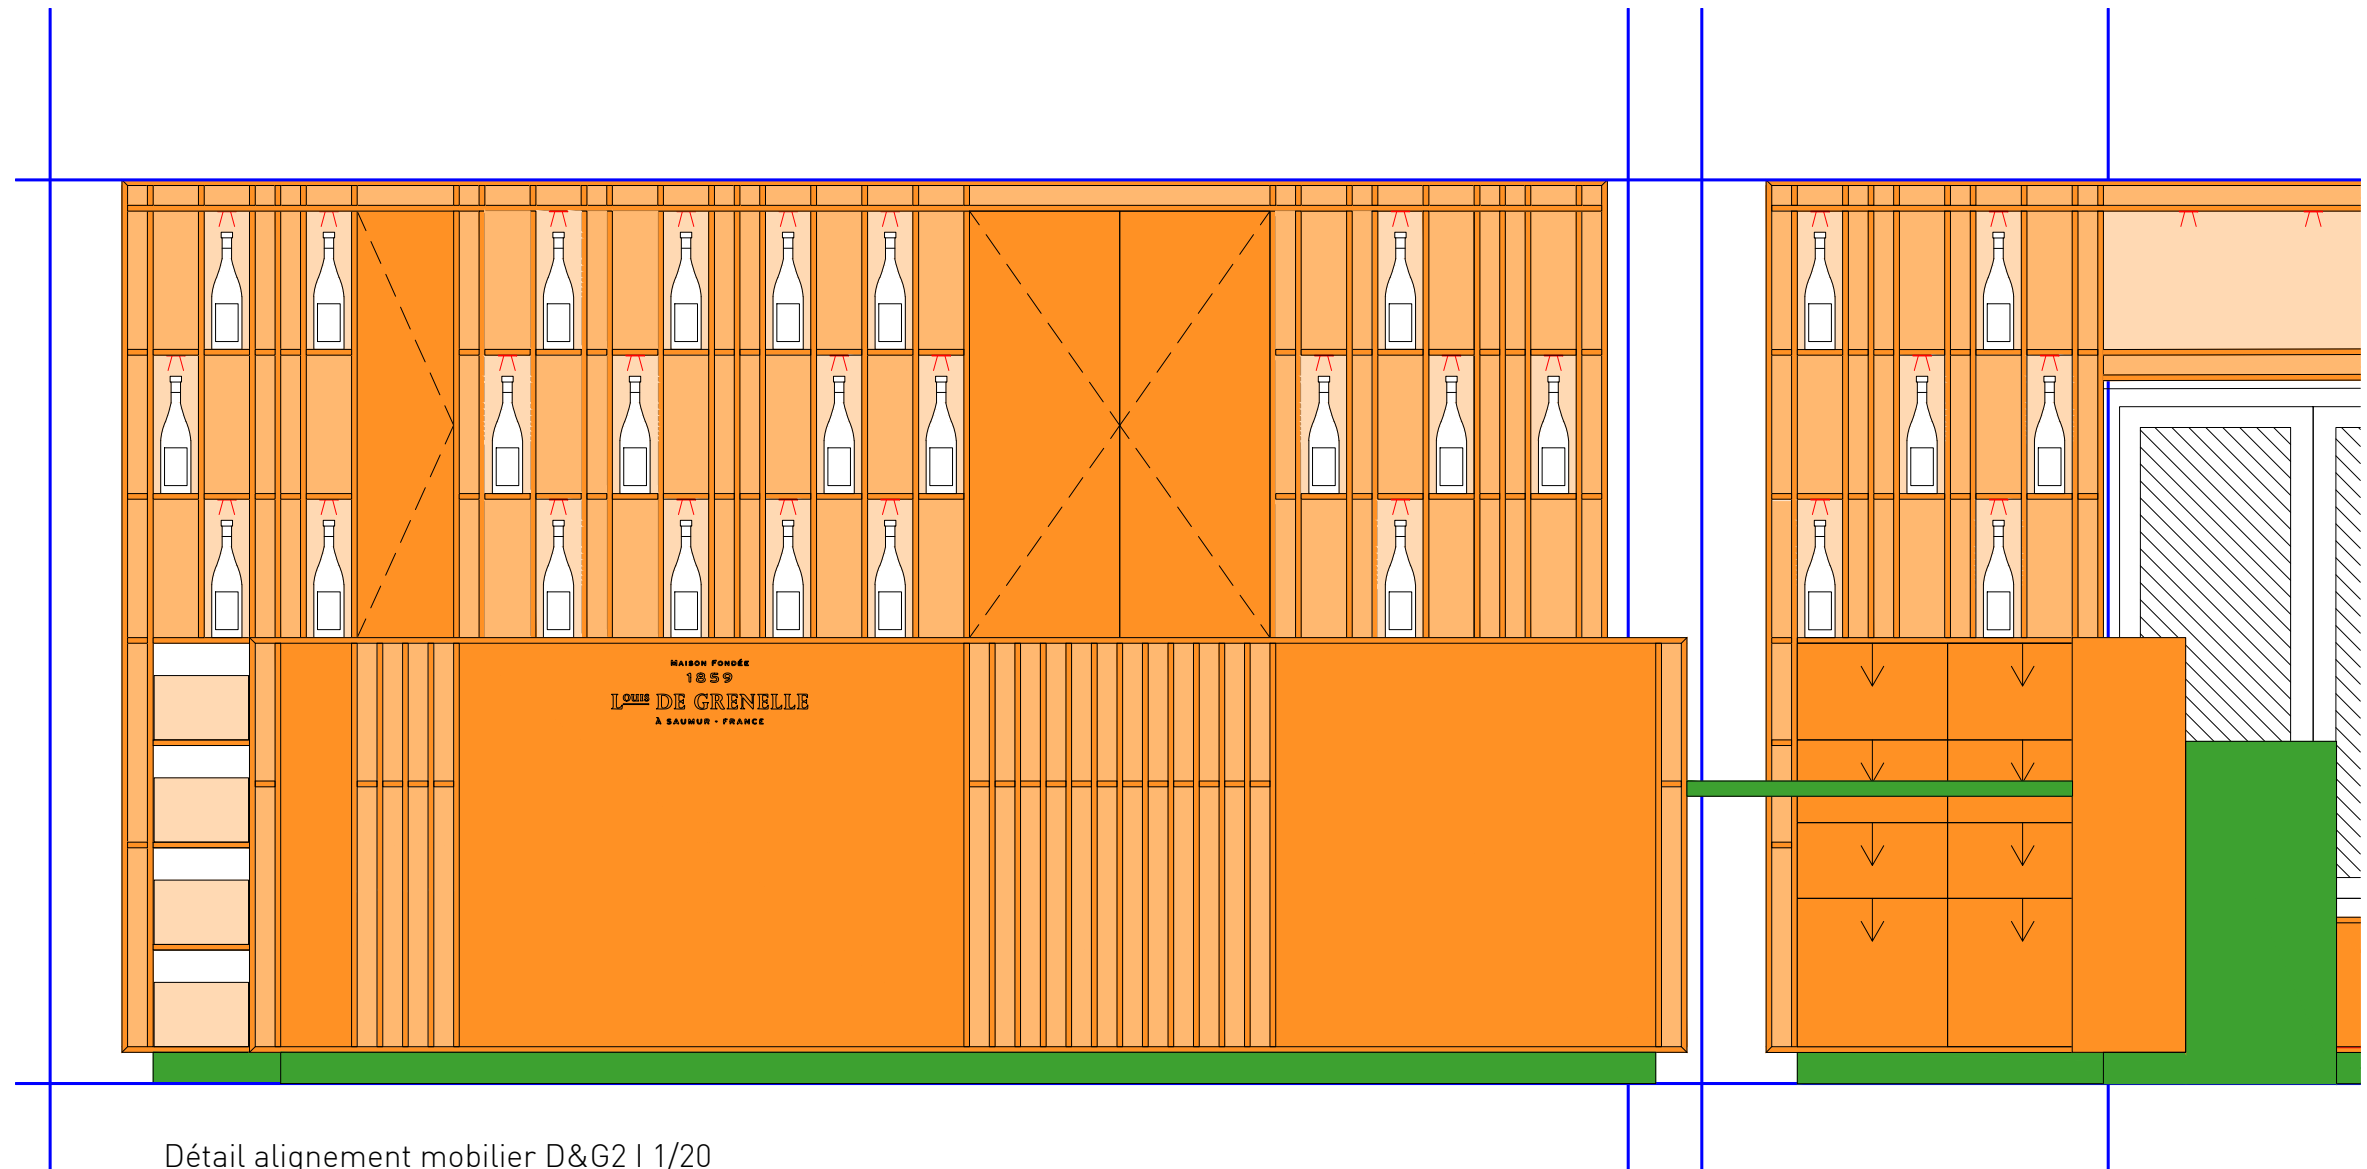 MAISON FONDÉE
1859
LOUIS DE GRENELLE
À SAUMUR - FRANCE
Détail alignement mobilier D&G2 | 1/20